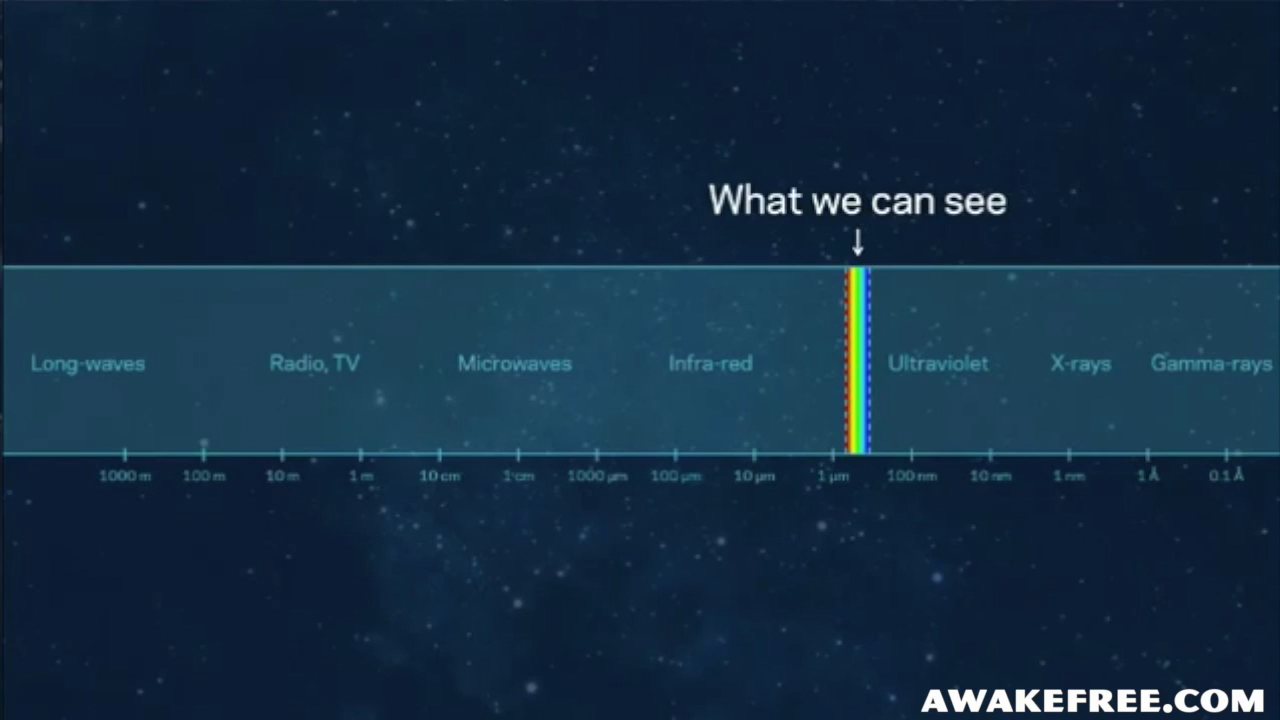 What we can see
↓
Long-waves Radio, TV Microwaves Infra-red Ultraviolet X-rays Gamma-rays
1000 m 100 m 10 m 1 m 10 cm 1 cm 1000 µm 100 µm 10 µm 1 µm 100 nm 10 nm 1 nm 1 Å 0.1 Å
AWAKEFREE.COM